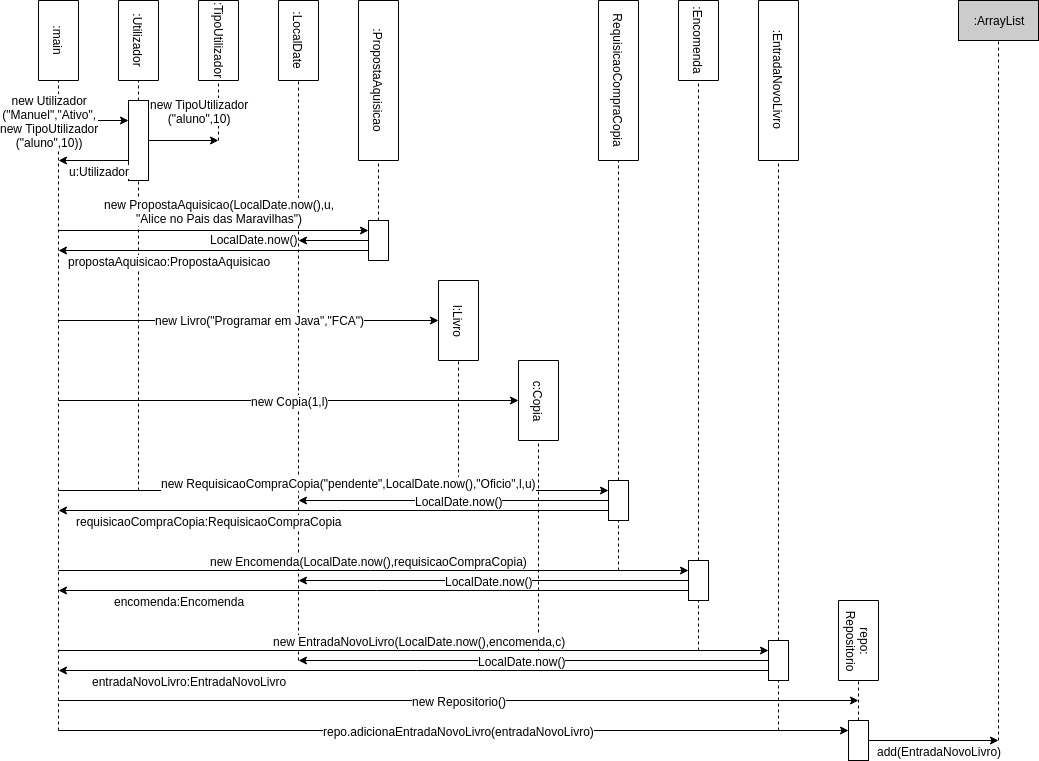 :main
:Utilizador
:TipoUtilizador
:LocalDate
:PropostaAquisicao
RequisicaoCompraCopia
:Encomenda
:EntradaNovoLivro
:ArrayList
new Utilizador
("Manuel","Ativo",
new TipoUtilizador
("aluno",10))
new TipoUtilizador
("aluno",10)
u:Utilizador
new PropostaAquisicao(LocalDate.now(),u,
"Alice no Pais das Maravilhas")
LocalDate.now()
propostaAquisicao:PropostaAquisicao
l:Livro
new Livro("Programar em Java","FCA")
c:Copia
new Copia(1,l)
new RequisicaoCompraCopia("pendente",LocalDate.now(),"Oficio",l,u)
LocalDate.now()
requisicaoCompraCopia:RequisicaoCompraCopia
new Encomenda(LocalDate.now(),requisicaoCompraCopia)
LocalDate.now()
encomenda:Encomenda
repo:
Repositorio
new EntradaNovoLivro(LocalDate.now(),encomenda,c)
LocalDate.now()
entradaNovoLivro:EntradaNovoLivro
new Repositorio()
repo.adicionaEntradaNovoLivro(entradaNovoLivro)
add(EntradaNovoLivro)